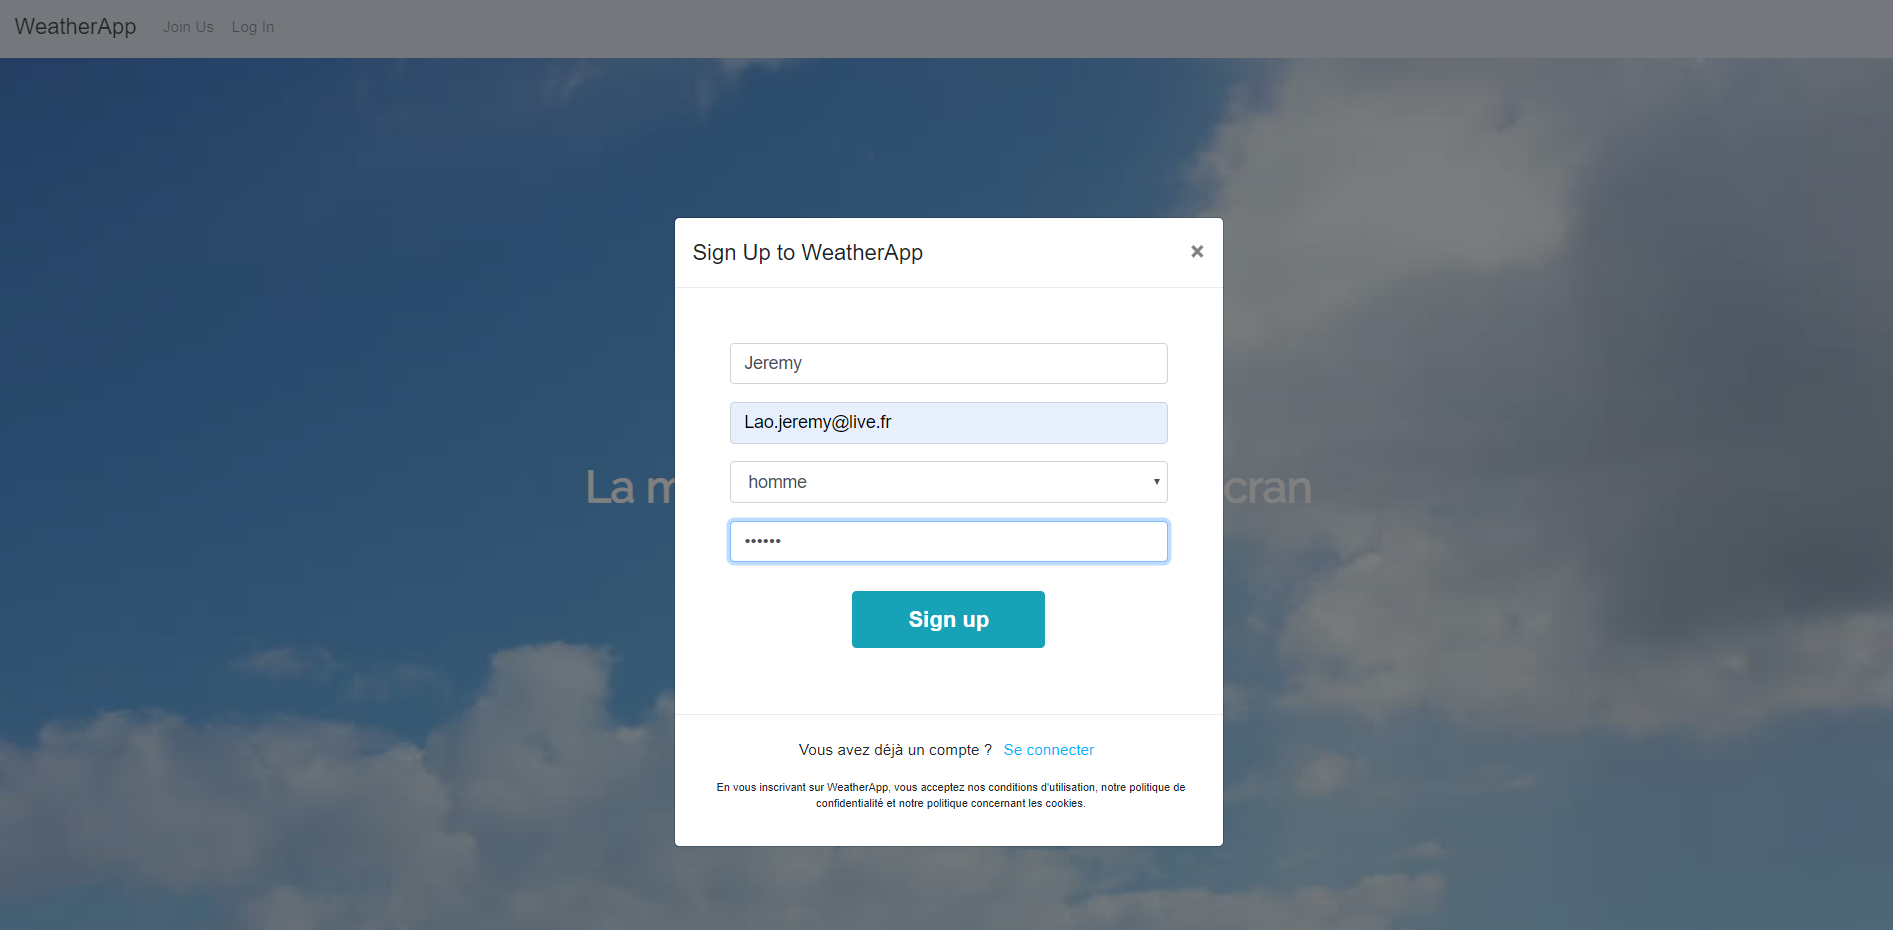 WeatherApp Join Us Log In
Sign Up to WeatherApp ×
Jeremy
Lao.jeremy@live.fr
homme
La cran
••••••
Sign up
Vous avez déjà un compte ? Se connecter
En vous inscrivant sur WeatherApp, vous acceptez nos conditions d'utilisation, notre politique de
confidentialité et notre politique concernant les cookies.